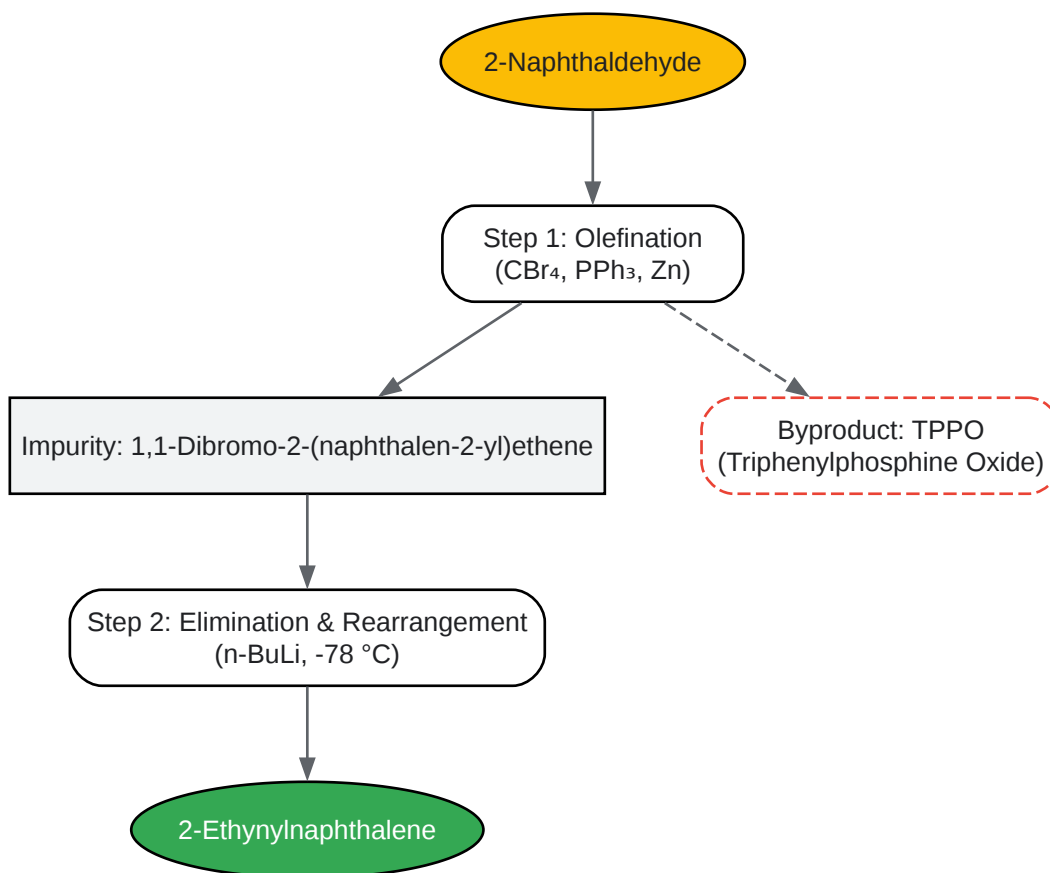 2-Naphthaldehyde
Step 1: Olefination
(CBr₄, PPh₃, Zn)
Impurity: 1,1-Dibromo-2-(naphthalen-2-yl)ethene
Byproduct: TPPO
(Triphenylphosphine Oxide)
Step 2: Elimination & Rearrangement
(n-BuLi, -78 °C)
2-Ethynylnaphthalene